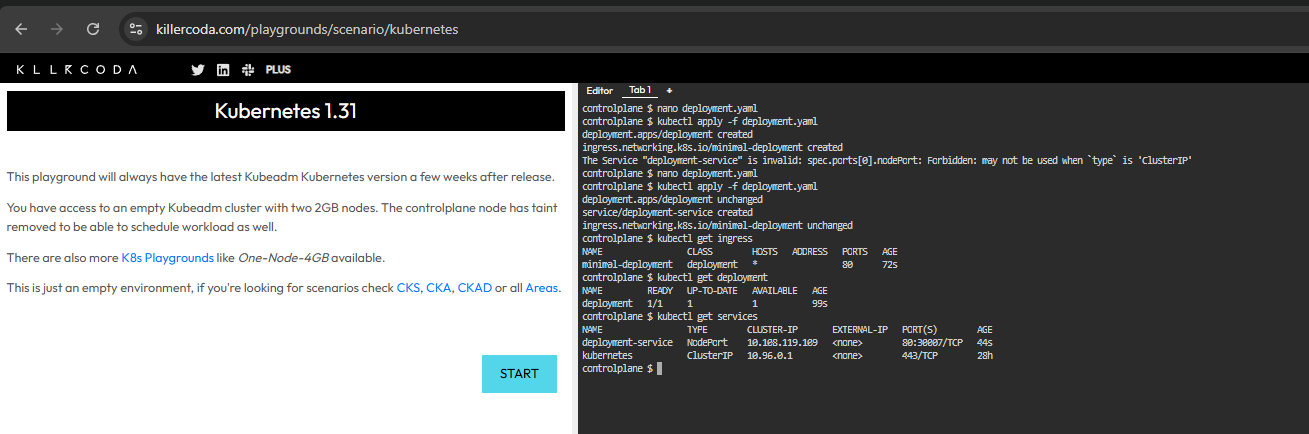 killercoda.com/playgrounds/scenario/kubernetes
KLLRCODA
PLUS
Kubernetes 1.31
This playground will always have the latest Kubeadm Kubernetes version a few weeks after release.
You have access to an empty Kubeadm cluster with two 2GB nodes. The controlplane node has taint
removed to be able to schedule workload as well.
There are also more K8s Playgrounds like One-Node-4GB available.
This is just an empty environment, if you're looking for scenarios check CKS, CKA, CKAD or all Areas.
START
Editor Tab 1 +
controlplane $ nano deployment.yaml
controlplane $ kubectl apply -f deployment.yaml
deployment.apps/deployment created
ingress.networking.k8s.io/minimal-deployment created
The Service "deployment-service" is invalid: spec.ports[0].nodePort: Forbidden: may not be used when `type` is 'ClusterIP'
controlplane $ nano deployment.yaml
controlplane $ kubectl apply -f deployment.yaml
deployment.apps/deployment unchanged
service/deployment-service created
ingress.networking.k8s.io/minimal-deployment unchanged
controlplane $ kubectl get ingress
NAME CLASS HOSTS ADDRESS PORTS AGE
minimal-deployment deployment * 80 72s
controlplane $ kubectl get deployment
NAME READY UP-TO-DATE AVAILABLE AGE
deployment 1/1 1 1 99s
controlplane $ kubectl get services
NAME TYPE CLUSTER-IP EXTERNAL-IP PORT(S) AGE
deployment-service NodePort 10.108.119.109 <none> 80:30007/TCP 44s
kubernetes ClusterIP 10.96.0.1 <none> 443/TCP 28h
controlplane $